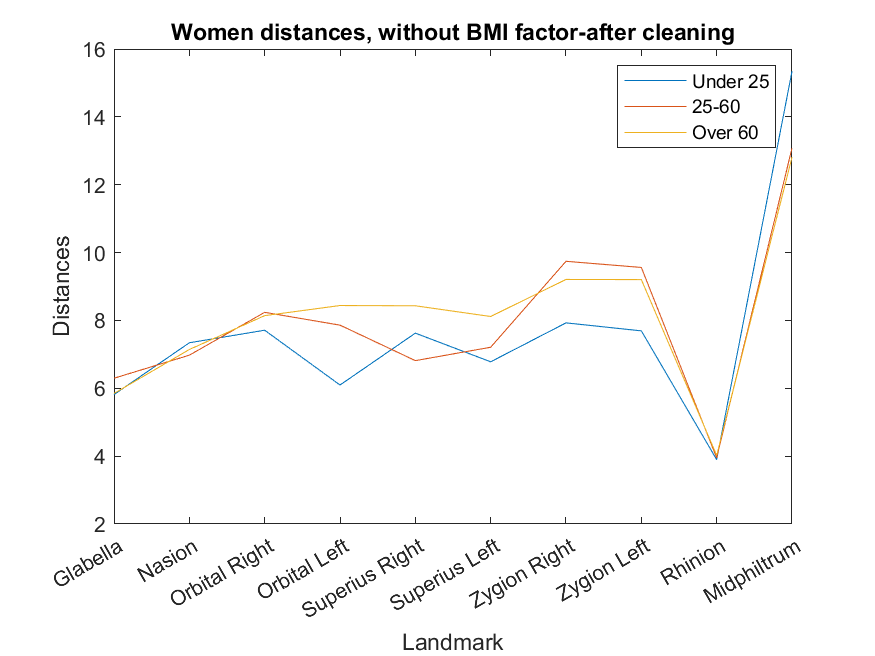 Women distances, without BMI factor-after cleaning
16
14
12
10
8
6
4
2
Distances
Under 25
25-60
Over 60
Glabella
Nasion
Orbital Right
Orbital Left
Superius Right
Superius Left
Zygion Right
Zygion Left
Rhinion
Midphiltrum
Landmark